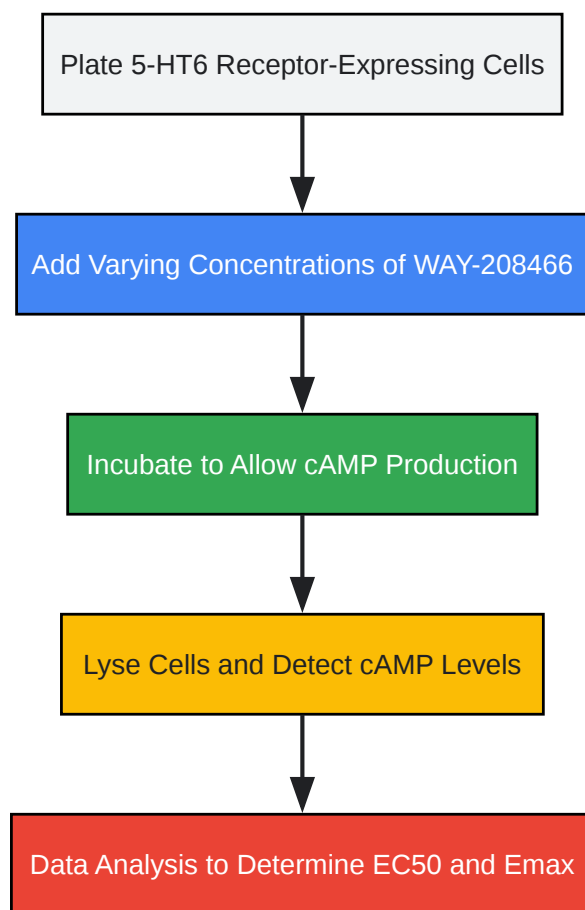 Plate 5-HT6 Receptor-Expressing Cells
Add Varying Concentrations of WAY-208466
Incubate to Allow cAMP Production
Lyse Cells and Detect cAMP Levels
Data Analysis to Determine EC50 and Emax